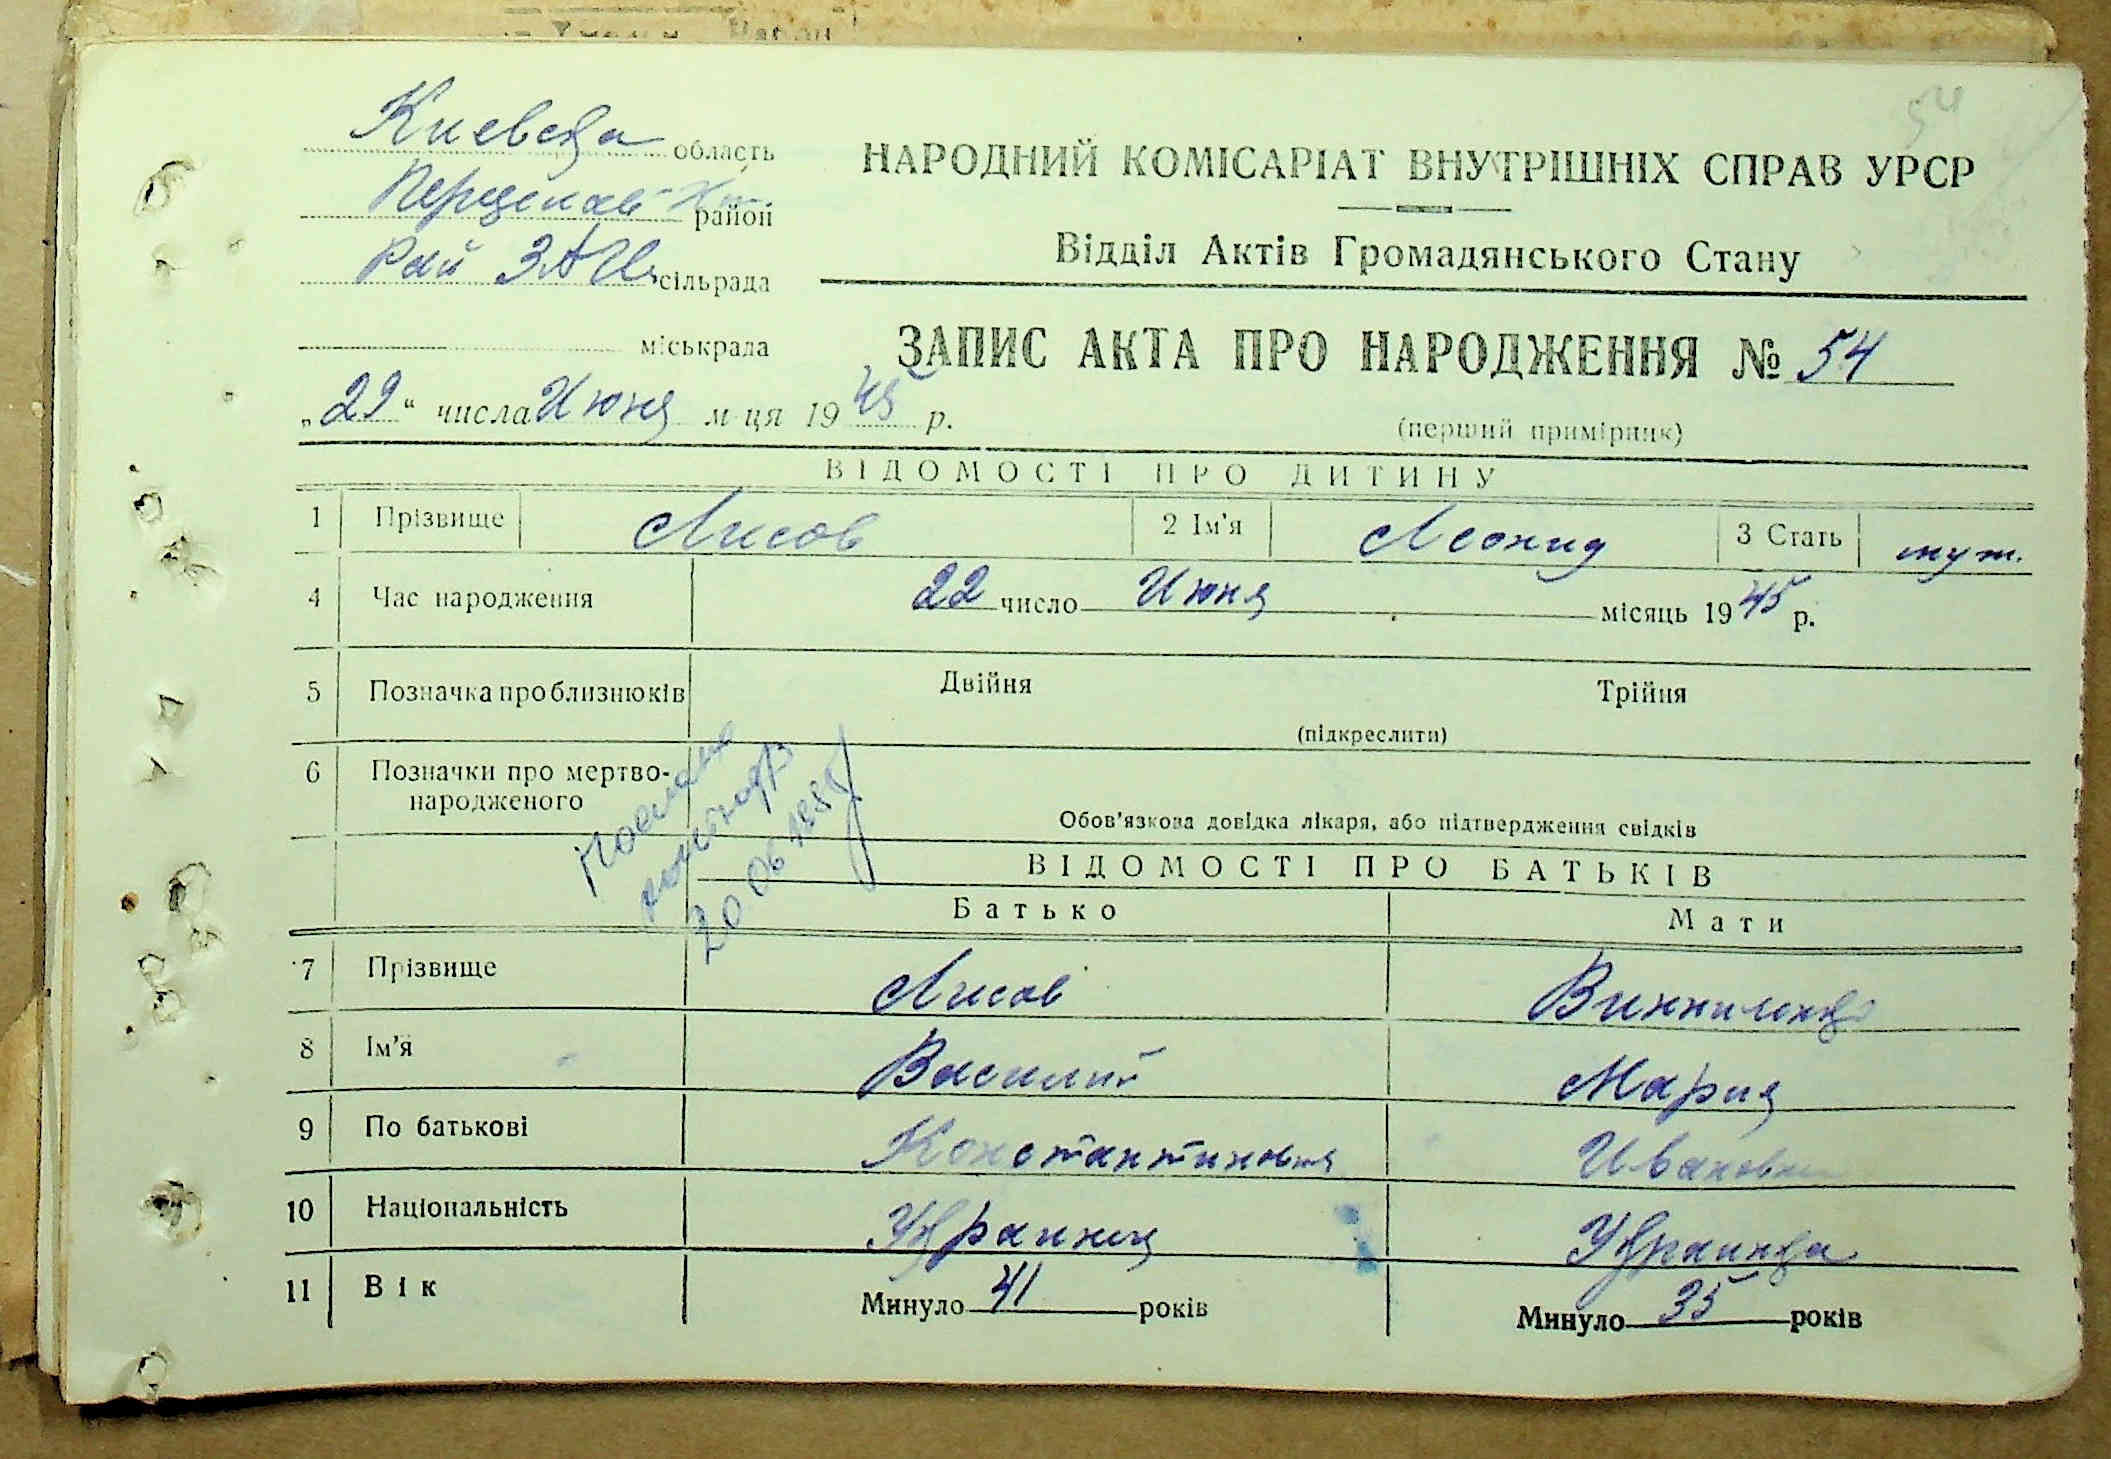 54
Киевска область
Переяслав-Хм. район
Рай ЗАГС сільрада
міськрада
НАРОДНИЙ КОМІСАРІАТ ВНУТРІШНІХ СПРАВ УРСР
Відділ Актів Громадянського Стану
ЗАПИС АКТА ПРО НАРОДЖЕННЯ № 54
„29“ числа Июня м-ця 1945 р.
(перший примірник)
ВІДОМОСТІ ПРО ДИТИНУ
1 Прізвище Лисов 2 Ім'я Леонид 3 Стать муж.
4 Час народження 22 число Июня місяць 1945 р.
5 Позначка про близнюків Двійня Трійня
(підкреслити)
6 Позначки про мертво-
народженого
Обов'язкова довідка лікаря, або підтвердження свідків
ВІДОМОСТІ ПРО БАТЬКІВ
Батько Мати
7 Прізвище Лисов
8 Ім'я Василий Мария
9 По батькові Константинович Ивановна
10 Національність Украинец Украинка
11 Вік Минуло 41 років Минуло 35 років